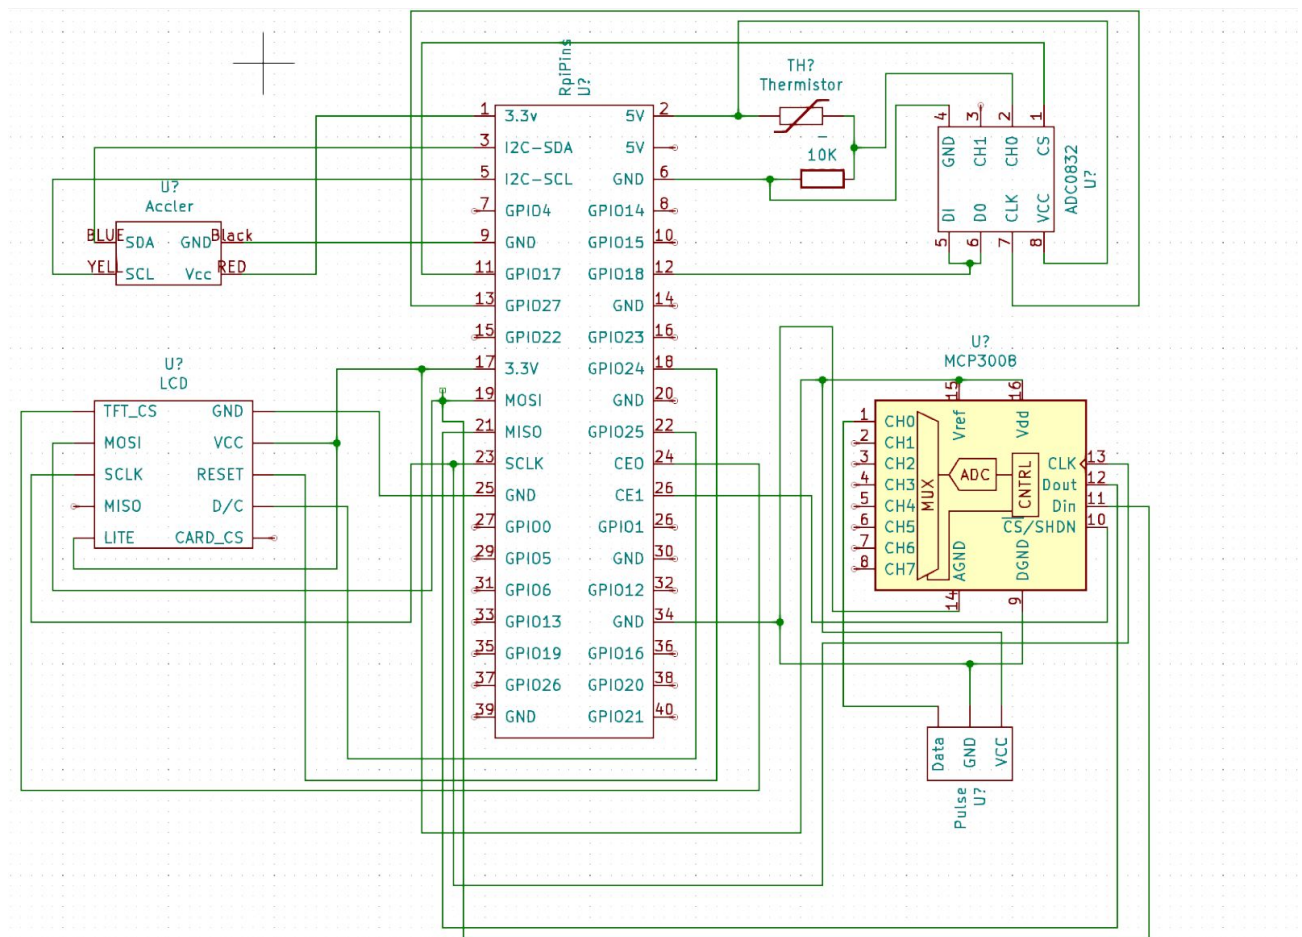 RpiPins
U?
1 3.3v 5V 2
3 I2C-SDA 5V
5 I2C-SCL GND 6
7 GPIO4 GPIO14 8
9 GND GPIO15 10
11 GPIO17 GPIO18 12
13 GPIO27 GND 14
15 GPIO22 GPIO23 16
17 3.3V GPIO24 18
19 MOSI GND 20
21 MISO GPIO25 22
23 SCLK CEO 24
25 GND CE1 26
27 GPIO0 GPIO1 26
29 GPIO5 GND 30
31 GPIO6 GPIO12 32
33 GPIO13 GND 34
35 GPIO19 GPIO16 36
37 GPIO26 GPIO20 38
39 GND GPIO21 40
TH?
Thermistor
10K
4 3 2 1
GND CH1 CH0 CS
DI D0 CLK VCC
5 6 7 8
ADC0832
U?
U?
Accler
BLUE SDA GND Black
YELL SCL Vcc RED
U?
LCD
TFT_CS GND
MOSI VCC
SCLK RESET
MISO D/C
LITE CARD_CS
U?
MCP3008
15 16
Vref Vdd
1 CH0
2 CH1
3 CH2
4 CH3
5 CH4
6 CH5
7 CH6
8 CH7
MUX
ADC
CNTRL
CLK 13
Dout 12
Din 11
CS/SHDN 10
AGND DGND
14 9
Data GND VCC
Pulse
U?